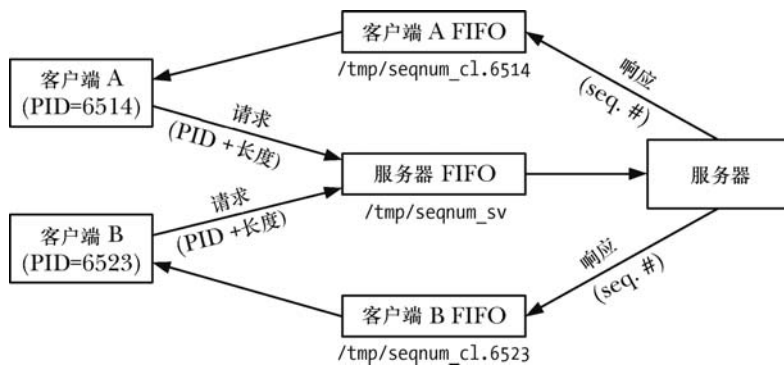 客户端 A FIFO
/tmp/seqnum_cl.6514
客户端 A
(PID=6514)
响应
(seq. #)
请求
(PID +长度)
服务器 FIFO
/tmp/seqnum_sv
服务器
请求
(PID +长度)
客户端 B
(PID=6523)
响应
(seq. #)
客户端 B FIFO
/tmp/seqnum_cl.6523